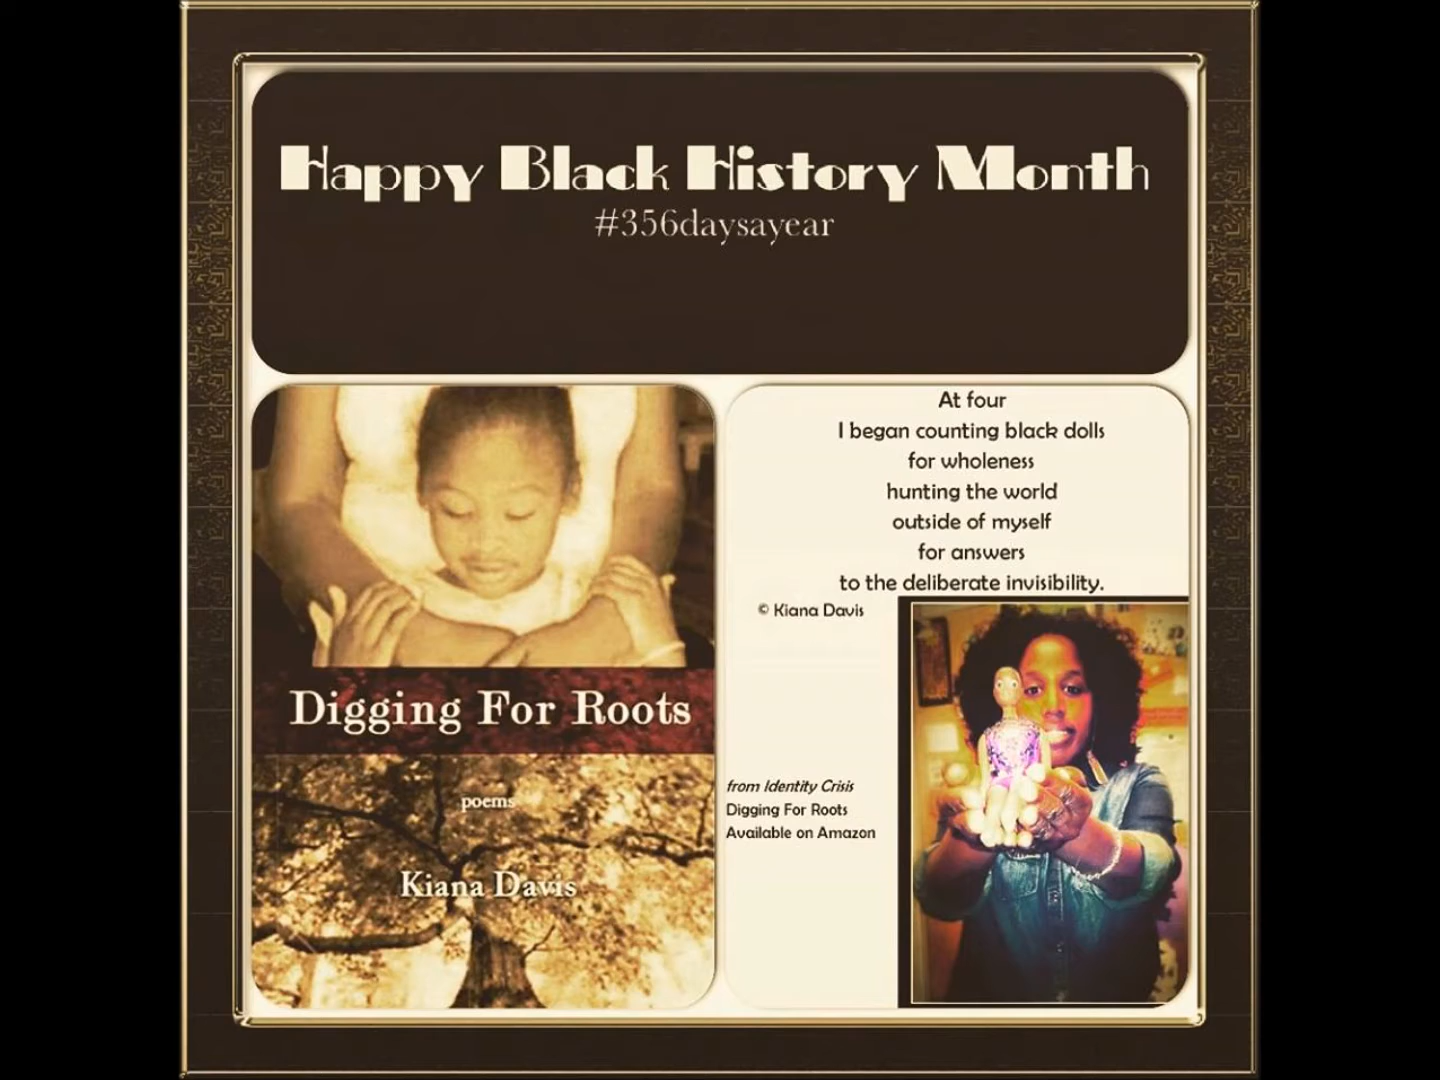 Happy Black History Month
#356daysayear
Digging For Roots
poems
Kiana Davis
At four
I began counting black dolls
for wholeness
hunting the world
outside of myself
for answers
to the deliberate invisibility.
© Kiana Davis
from Identity Crisis
Digging For Roots
Available on Amazon